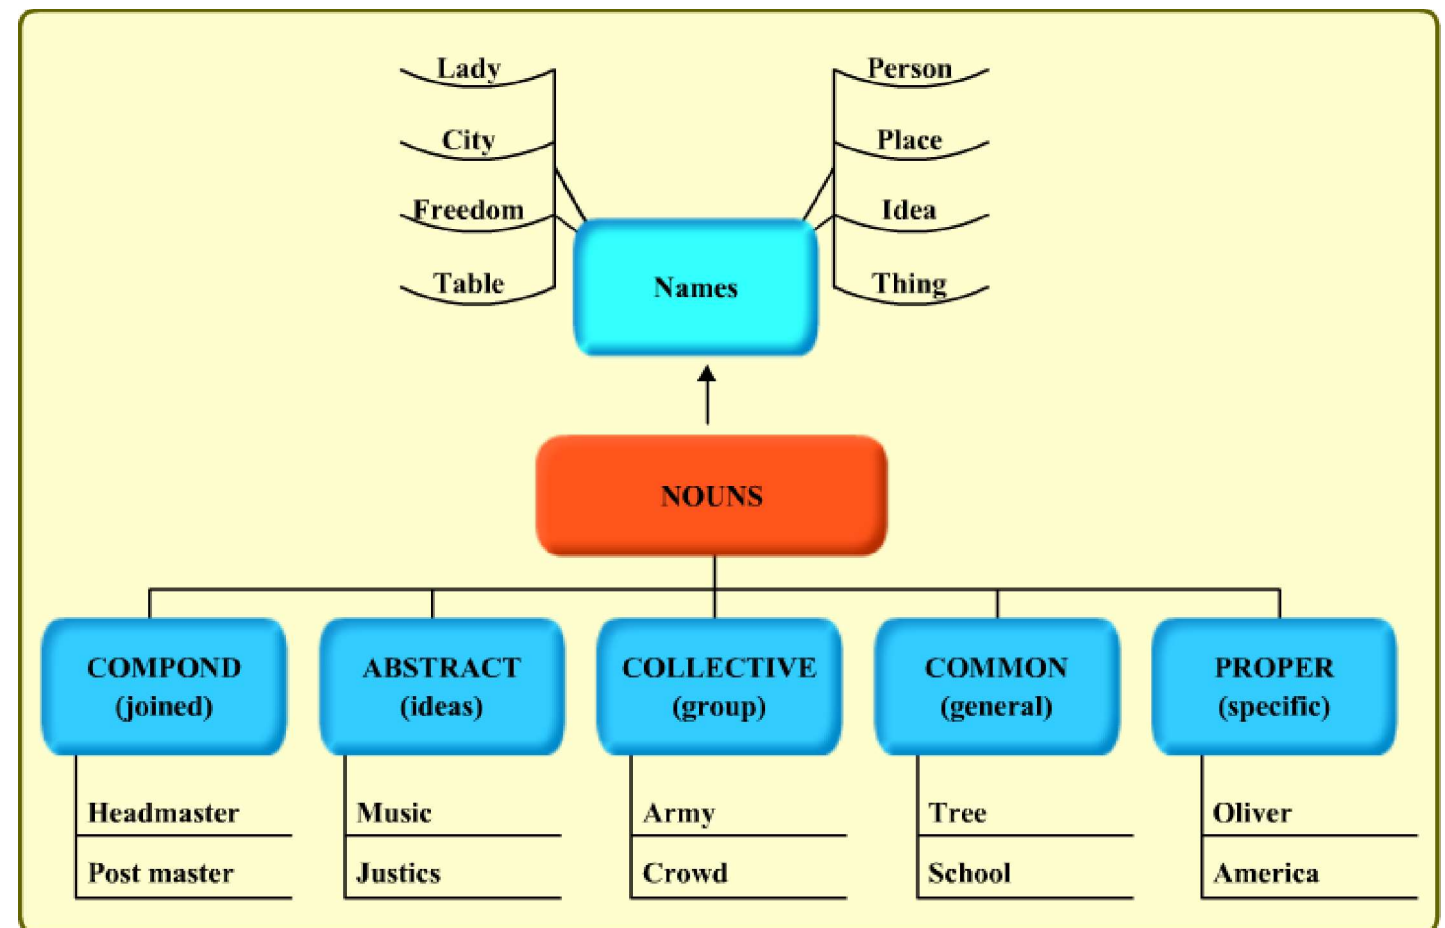 Lady
Person
City
Place
Freedom
Idea
Table
Thing
Names
NOUNS
COMPOND
(joined)
ABSTRACT
(ideas)
COLLECTIVE
(group)
COMMON
(general)
PROPER
(specific)
Headmaster
Post master
Music
Justics
Army
Crowd
Tree
School
Oliver
America